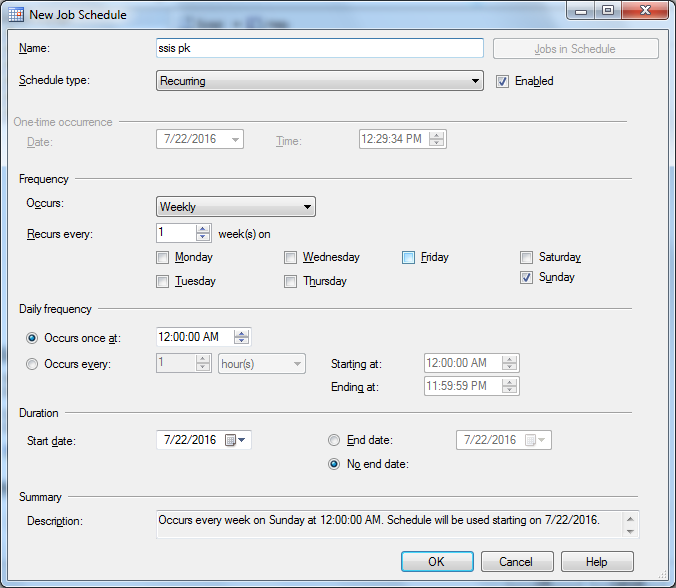 New Job Schedule
Name: ssis pk Jobs in Schedule
Schedule type: Recurring Enabled
One-time occurrence
Date: 7/22/2016 Time: 12:29:34 PM
Frequency
Occurs: Weekly
Recurs every: 1 week(s) on
Monday Wednesday Friday Saturday
Tuesday Thursday Sunday
Daily frequency
Occurs once at: 12:00:00 AM
Occurs every: 1 hour(s) Starting at: 12:00:00 AM
Ending at: 11:59:59 PM
Duration
Start date: 7/22/2016 End date: 7/22/2016
No end date:
Summary
Description: Occurs every week on Sunday at 12:00:00 AM. Schedule will be used starting on 7/22/2016.
OK Cancel Help